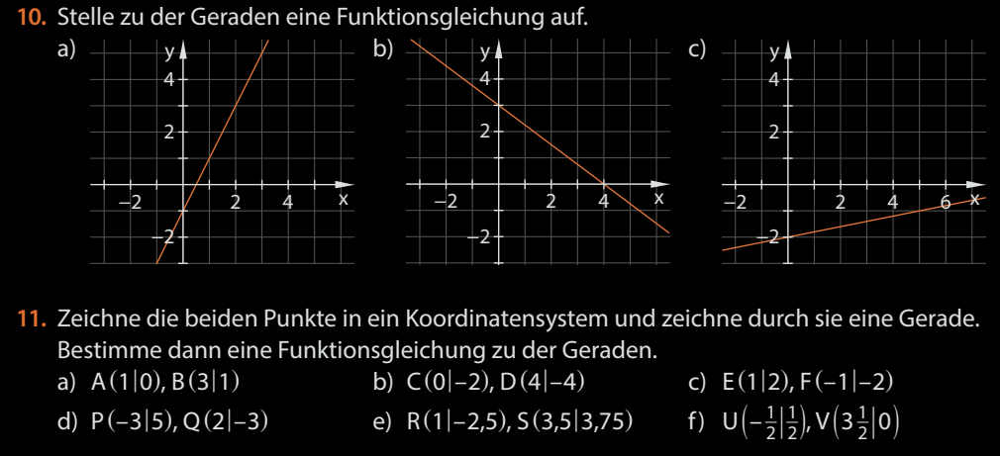 10. Stelle zu der Geraden eine Funktionsgleichung auf.
a) b) c)
y y y
4 4 4
2 2 2
−2 2 4 x −2 2 4 x −2 2 4 6 x
−2 −2 −2
11. Zeichne die beiden Punkte in ein Koordinatensystem und zeichne durch sie eine Gerade.
Bestimme dann eine Funktionsgleichung zu der Geraden.
a) A(1|0), B(3|1) b) C(0|−2), D(4|−4) c) E(1|2), F(−1|−2)
d) P(−3|5), Q(2|−3) e) R(1|−2,5), S(3,5|3,75) f) U(−1/2|1/2), V(3 1/2|0)